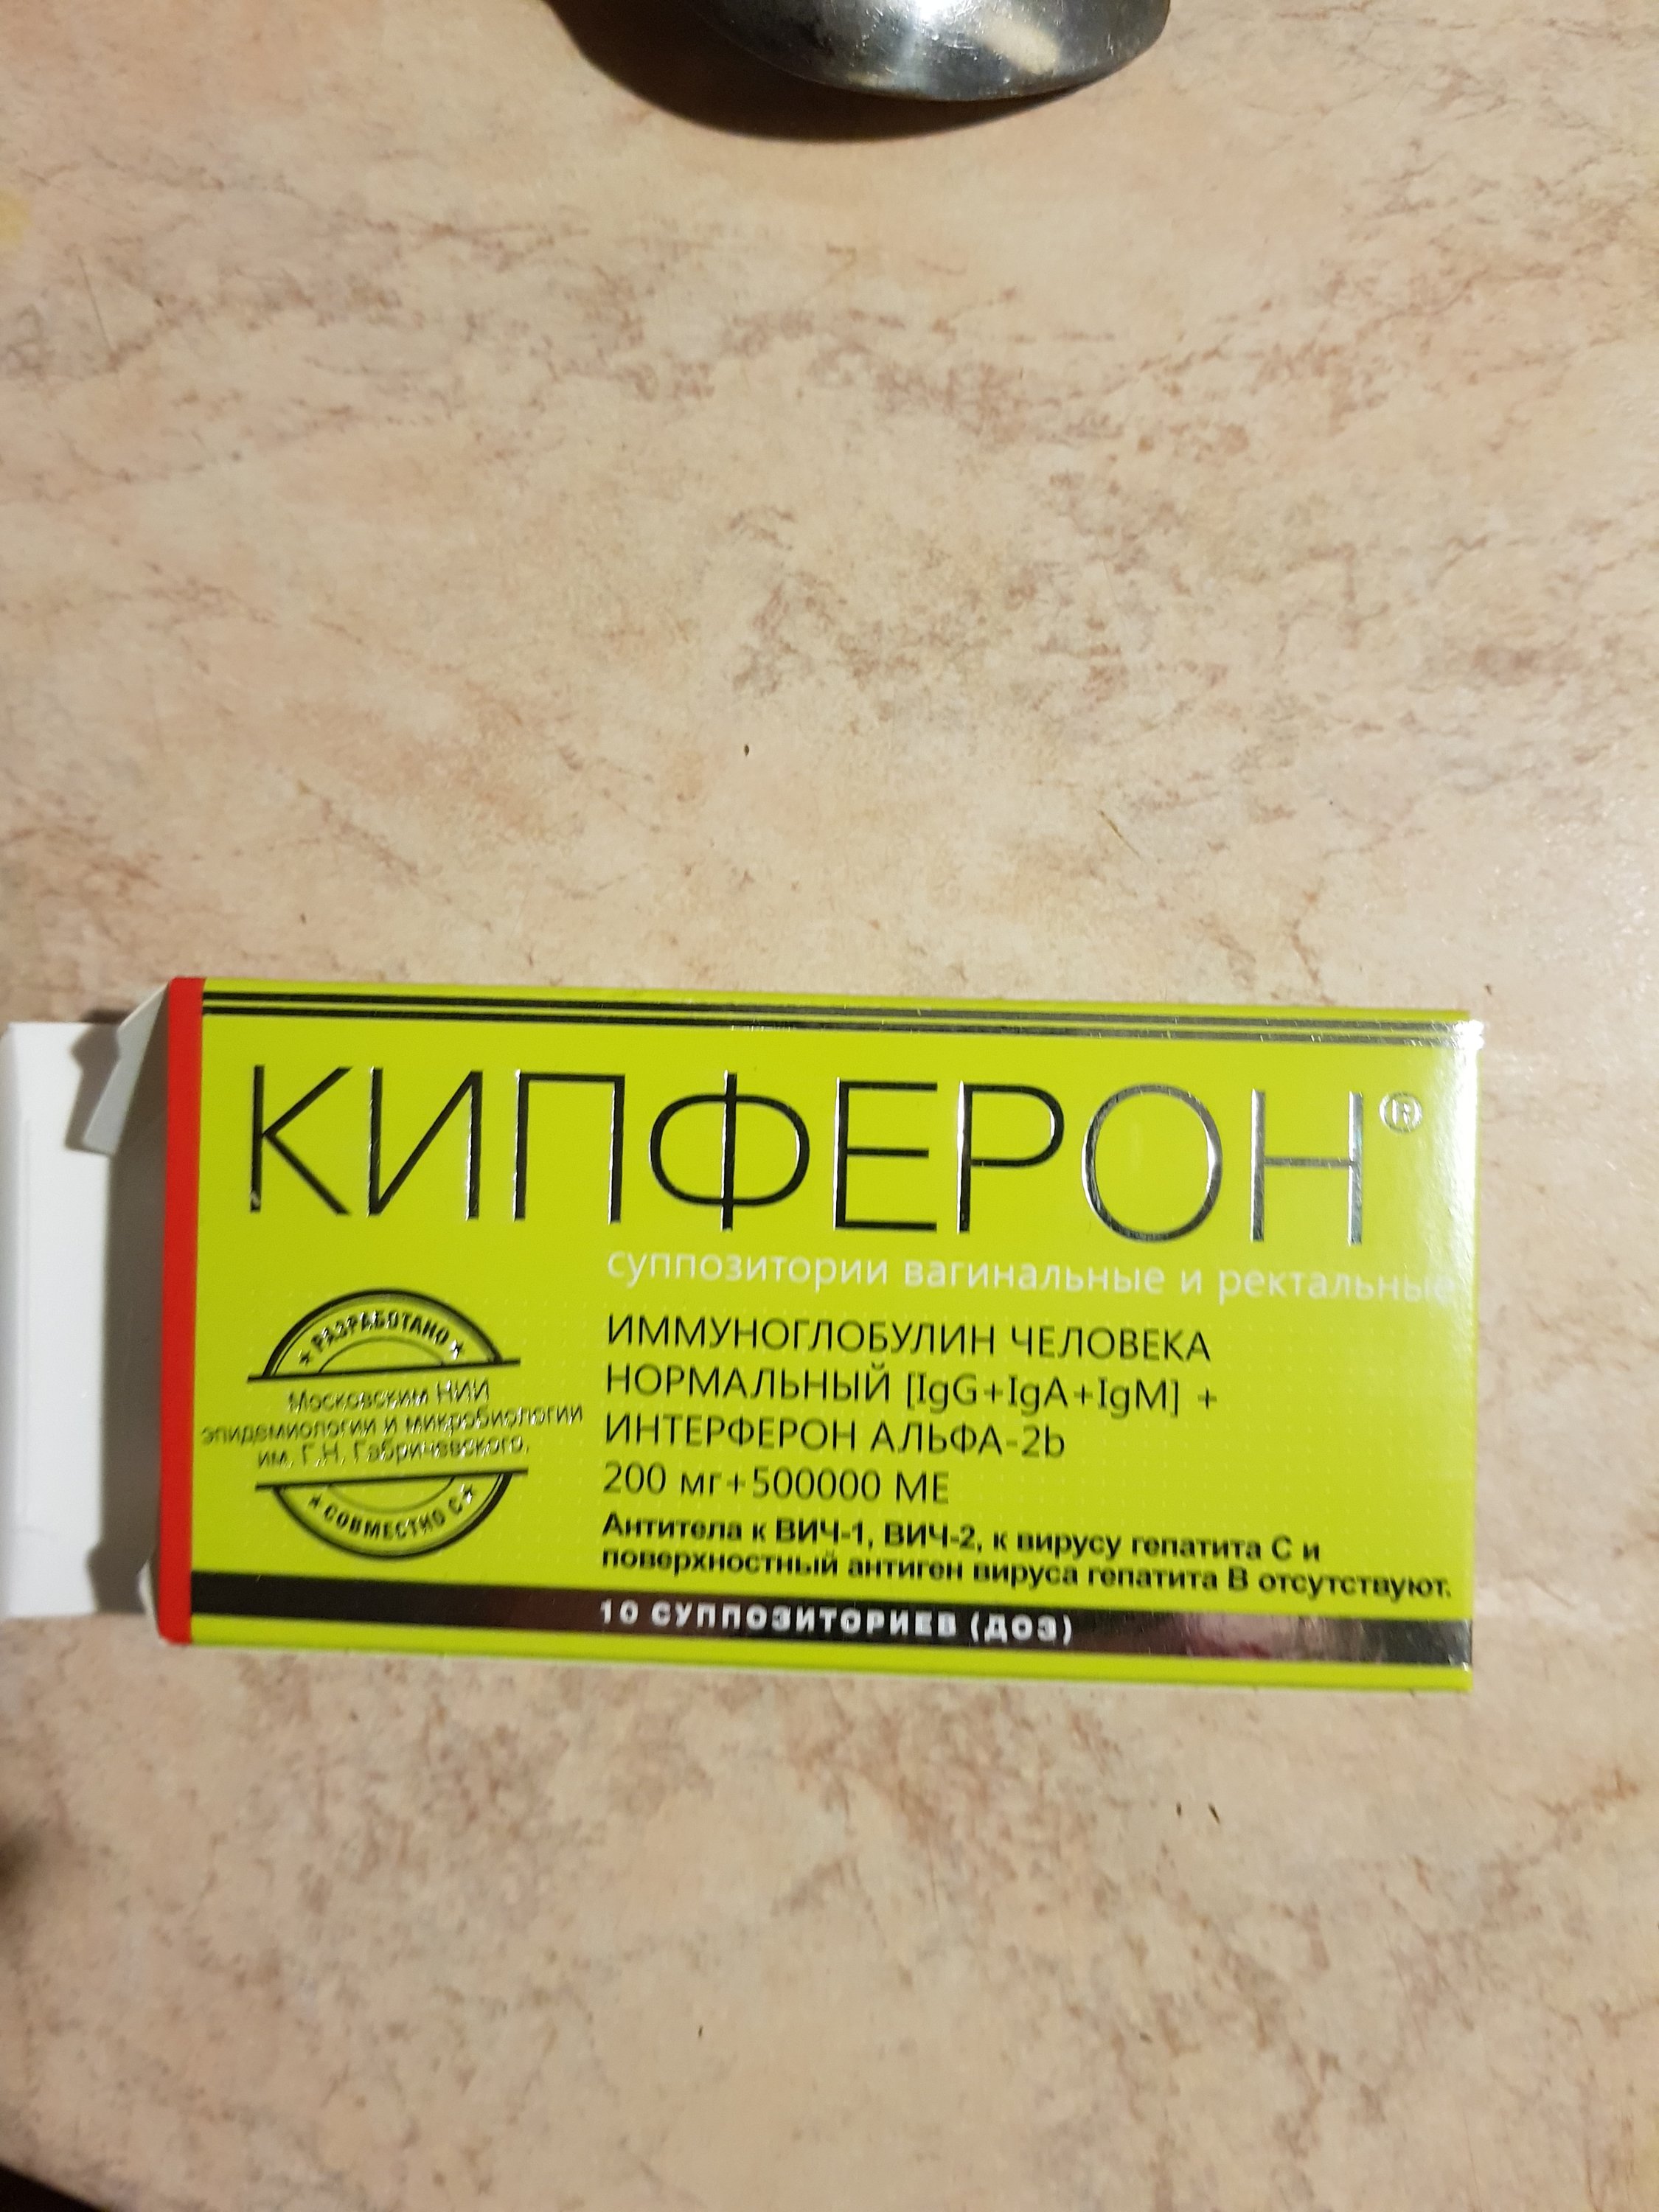 КИПФЕРОН®
суппозитории вагинальные и ректальные
РАЗРАБОТАНО
Московским НИИ
эпидемиологии и микробиологии
им. Г.Н. Габричевского,
СОВМЕСТНО С
ИММУНОГЛОБУЛИН ЧЕЛОВЕКА
НОРМАЛЬНЫЙ [IgG+IgA+IgM] +
ИНТЕРФЕРОН АЛЬФА-2b
200 мг+500000 МЕ
Антитела к ВИЧ-1, ВИЧ-2, к вирусу гепатита С и
поверхностный антиген вируса гепатита В отсутствуют.
10 СУППОЗИТОРИЕВ (ДОЗ)